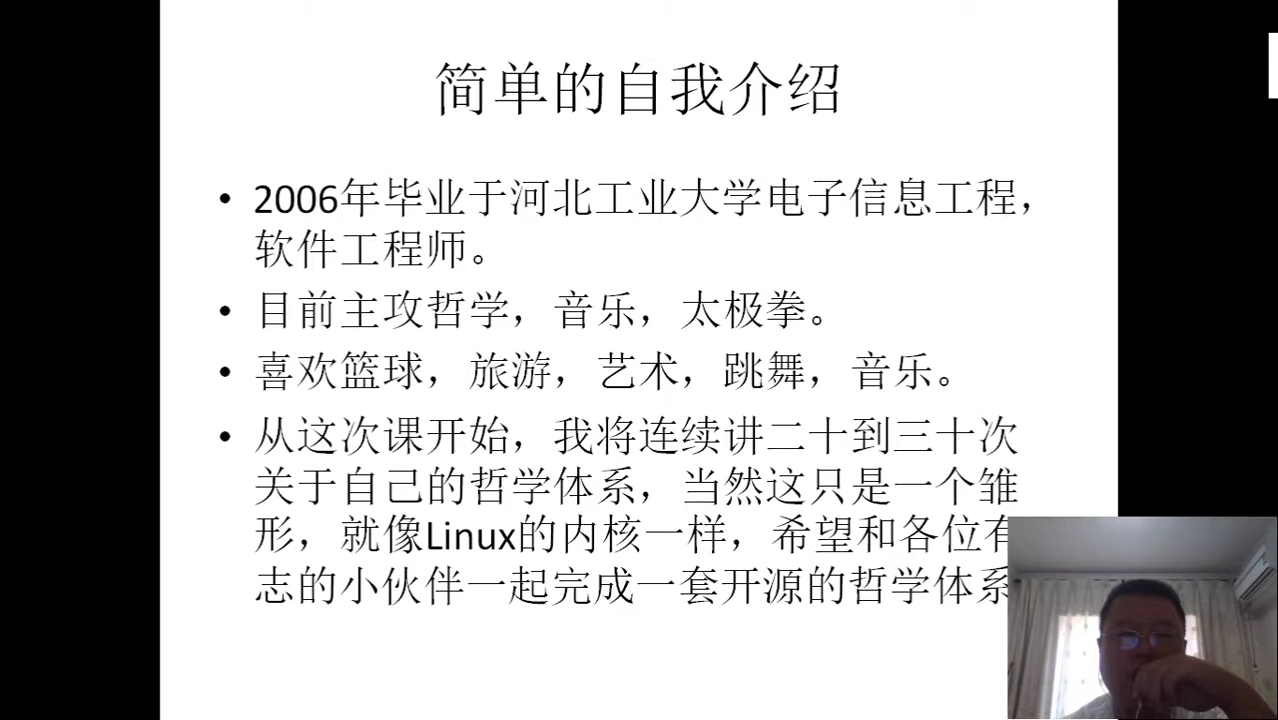 简单的自我介绍
• 2006年毕业于河北工业大学电子信息工程，
软件工程师。
• 目前主攻哲学，音乐，太极拳。
• 喜欢篮球，旅游，艺术，跳舞，音乐。
• 从这次课开始，我将连续讲二十到三十次
关于自己的哲学体系，当然这只是一个雏
形，就像Linux的内核一样，希望和各位有
志的小伙伴一起完成一套开源的哲学体系